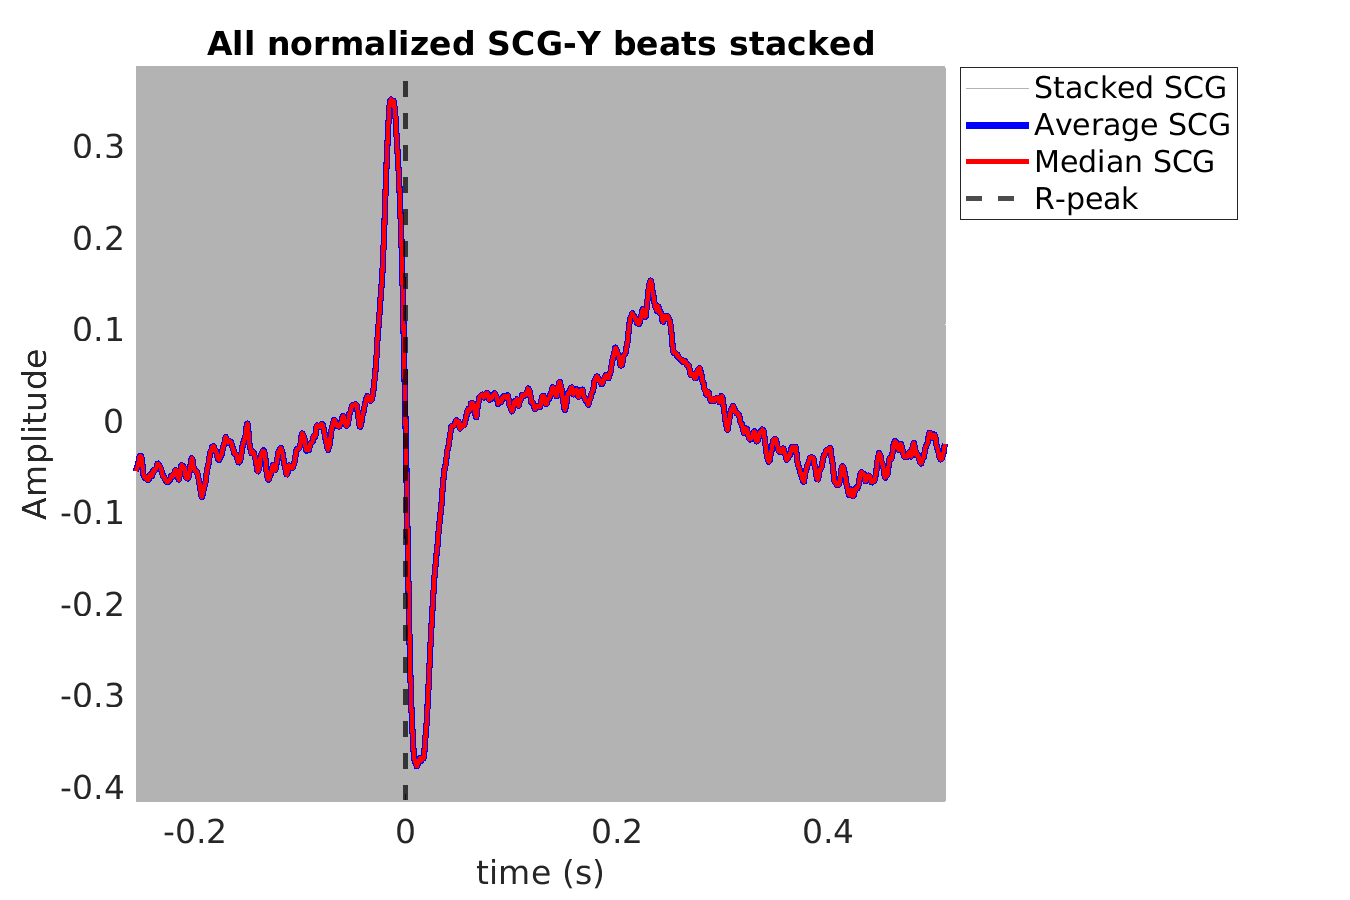 All normalized SCG-Y beats stacked
Stacked SCG
Average SCG
Median SCG
R-peak
Amplitude
0.3
0.2
0.1
0
-0.1
-0.2
-0.3
-0.4
-0.2
0
0.2
0.4
time (s)